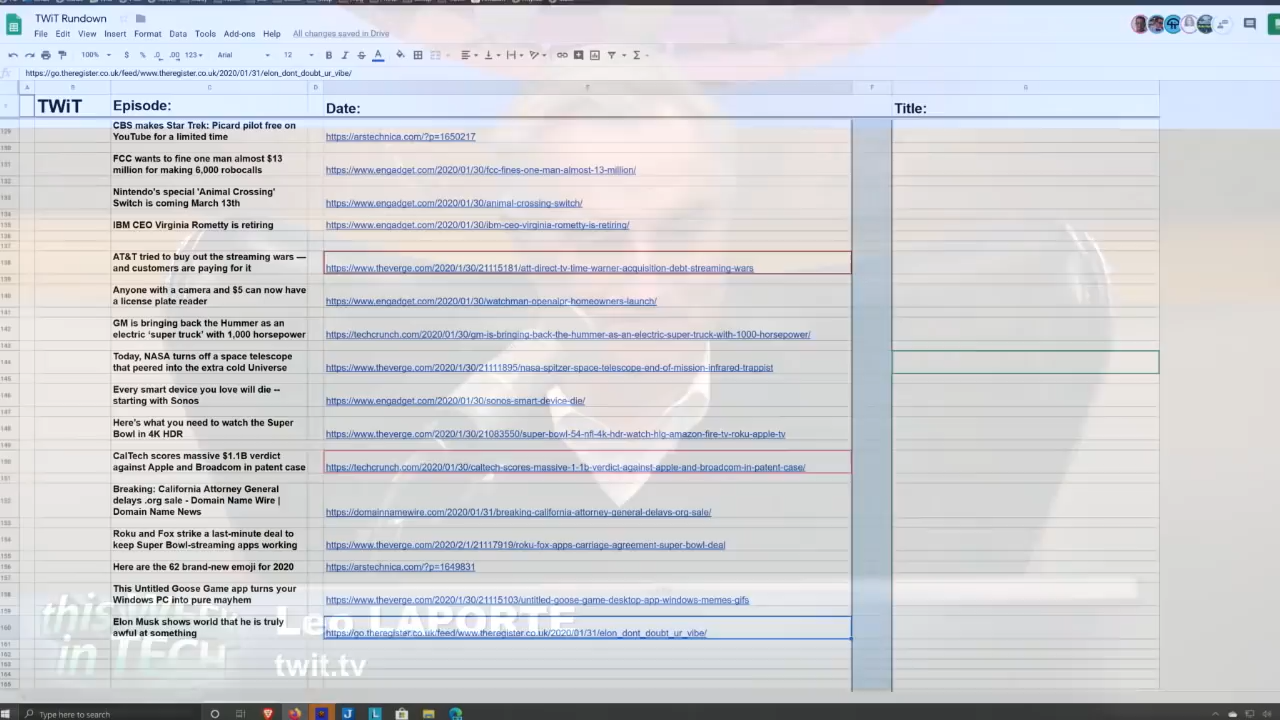 TWiT Rundown
File Edit View Insert Format Data Tools Add-ons Help All changes saved in Drive
100% $ % .0 .00 123 Arial 12 B I S A
https://go.theregister.co.uk/feed/www.theregister.co.uk/2020/01/31/elon_dont_doubt_ur_vibe/
TWiT Episode: Date: Title:
CBS makes Star Trek: Picard pilot free on
YouTube for a limited time https://arstechnica.com/?p=1650217
FCC wants to fine one man almost $13
million for making 6,000 robocalls https://www.engadget.com/2020/01/30/fcc-fines-one-man-almost-13-million/
Nintendo's special 'Animal Crossing'
Switch is coming March 13th https://www.engadget.com/2020/01/30/animal-crossing-switch/
IBM CEO Virginia Rometty is retiring https://www.engadget.com/2020/01/30/ibm-ceo-virginia-rometty-is-retiring/
AT&T tried to buy out the streaming wars —
and customers are paying for it https://www.theverge.com/2020/1/30/21115181/att-direct-tv-time-warner-acquisition-debt-streaming-wars
Anyone with a camera and $5 can now have
a license plate reader https://www.engadget.com/2020/01/30/watchman-openalpr-homeowners-launch/
GM is bringing back the Hummer as an
electric ‘super truck’ with 1,000 horsepower https://techcrunch.com/2020/01/30/gm-is-bringing-back-the-hummer-as-an-electric-super-truck-with-1000-horsepower/
Today, NASA turns off a space telescope
that peered into the extra cold Universe https://www.theverge.com/2020/1/30/21111895/nasa-spitzer-space-telescope-end-of-mission-infrared-trappist
Every smart device you love will die --
starting with Sonos https://www.engadget.com/2020/01/30/sonos-smart-device-die/
Here's what you need to watch the Super
Bowl in 4K HDR https://www.theverge.com/2020/1/30/21083550/super-bowl-54-nfl-4k-hdr-watch-hlg-amazon-fire-tv-roku-apple-tv
CalTech scores massive $1.1B verdict
against Apple and Broadcom in patent case https://techcrunch.com/2020/01/30/caltech-scores-massive-1-1b-verdict-against-apple-and-broadcom-in-patent-case/
Breaking: California Attorney General
delays .org sale - Domain Name Wire |
Domain Name News https://domainnamewire.com/2020/01/31/breaking-california-attorney-general-delays-org-sale/
Roku and Fox strike a last-minute deal to
keep Super Bowl-streaming apps working https://www.theverge.com/2020/2/1/21117919/roku-fox-apps-carriage-agreement-super-bowl-deal
Here are the 62 brand-new emoji for 2020 https://arstechnica.com/?p=1649831
This Untitled Goose Game app turns your
Windows PC into pure mayhem https://www.theverge.com/2020/1/31/21115103/untitled-goose-game-desktop-app-windows-memes-gifs
Elon Musk shows world that he is truly
awful at something https://go.theregister.co.uk/feed/www.theregister.co.uk/2020/01/31/elon_dont_doubt_ur_vibe/
this WEEK
in TECH
Leo LAPORTE
twit.tv
Type here to search